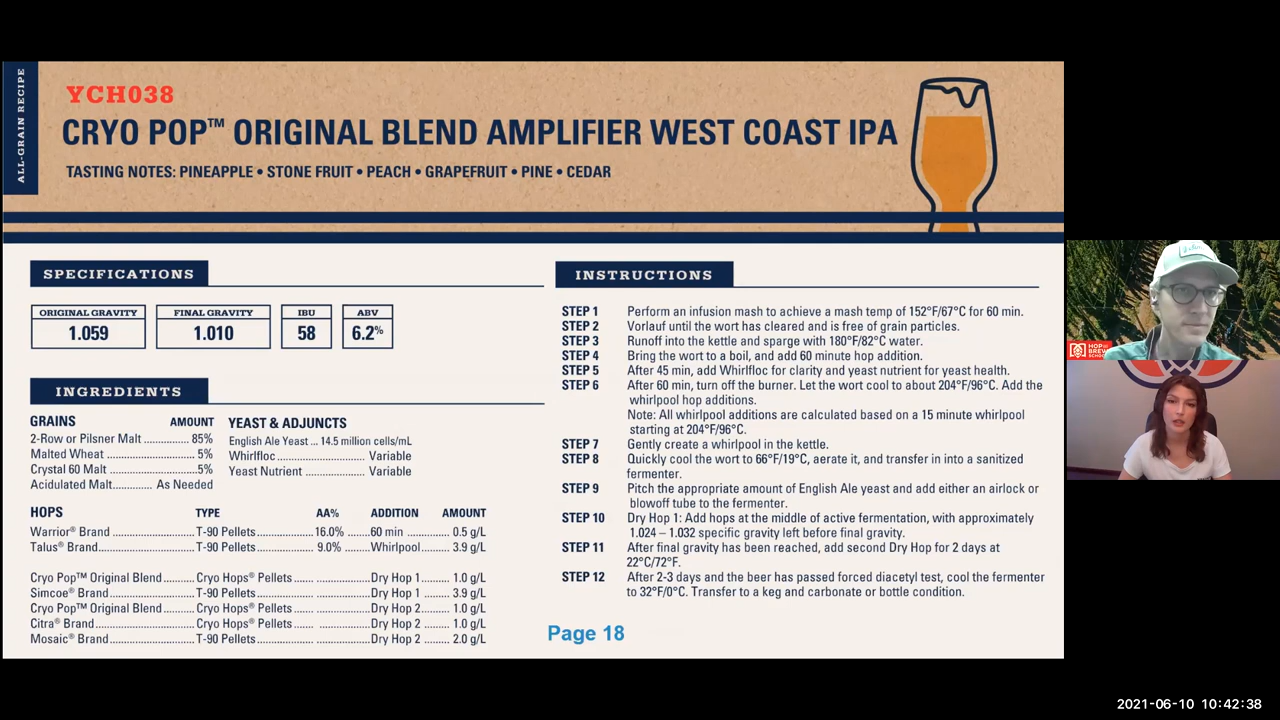 ALL-GRAIN RECIPE
YCH038
CRYO POP™ ORIGINAL BLEND AMPLIFIER WEST COAST IPA
TASTING NOTES: PINEAPPLE • STONE FRUIT • PEACH • GRAPEFRUIT • PINE • CEDAR
SPECIFICATIONS
ORIGINAL GRAVITY FINAL GRAVITY IBU ABV
1.059 1.010 58 6.2%
INGREDIENTS
GRAINS AMOUNT
2-Row or Pilsner Malt ............... 85%
Malted Wheat ........................... 5%
Crystal 60 Malt ..........................5%
Acidulated Malt............. As Needed
YEAST & ADJUNCTS
English Ale Yeast ... 14.5 million cells/mL
Whirlfloc ............................. Variable
Yeast Nutrient ................... Variable
HOPS TYPE AA% ADDITION AMOUNT
Warrior® Brand ........................T-90 Pellets ..................16.0% .......60 min ............... 0.5 g/L
Talus® Brand............................T-90 Pellets................... 9.0% .......Whirlpool......... 3.9 g/L
Cryo Pop™ Original Blend..........Cryo Hops® Pellets ...... .................Dry Hop 1......... 1.0 g/L
Simcoe® Brand.........................T-90 Pellets................... .................Dry Hop 1 ........ 3.9 g/L
Cryo Pop™ Original Blend..........Cryo Hops® Pellets ...... .................Dry Hop 2......... 1.0 g/L
Citra® Brand.............................Cryo Hops® Pellets ...... .................Dry Hop 2 ........ 1.0 g/L
Mosaic® Brand.........................T-90 Pellets................... .................Dry Hop 2 ........ 2.0 g/L
INSTRUCTIONS
STEP 1 Perform an infusion mash to achieve a mash temp of 152°F/67°C for 60 min.
STEP 2 Vorlauf until the wort has cleared and is free of grain particles.
STEP 3 Runoff into the kettle and sparge with 180°F/82°C water.
STEP 4 Bring the wort to a boil, and add 60 minute hop addition.
STEP 5 After 45 min, add Whirlfloc for clarity and yeast nutrient for yeast health.
STEP 6 After 60 min, turn off the burner. Let the wort cool to about 204°F/96°C. Add the
whirlpool hop additions.
Note: All whirlpool additions are calculated based on a 15 minute whirlpool
starting at 204°F/96°C.
STEP 7 Gently create a whirlpool in the kettle.
STEP 8 Quickly cool the wort to 66°F/19°C, aerate it, and transfer in into a sanitized
fermenter.
STEP 9 Pitch the appropriate amount of English Ale yeast and add either an airlock or
blowoff tube to the fermenter.
STEP 10 Dry Hop 1: Add hops at the middle of active fermentation, with approximately
1.024 – 1.032 specific gravity left before final gravity.
STEP 11 After final gravity has been reached, add second Dry Hop for 2 days at
22°C/72°F.
STEP 12 After 2-3 days and the beer has passed forced diacetyl test, cool the fermenter
to 32°F/0°C. Transfer to a keg and carbonate or bottle condition.
Page 18
HOP
BREW
SCHOOL
2021-06-10 10:42:38